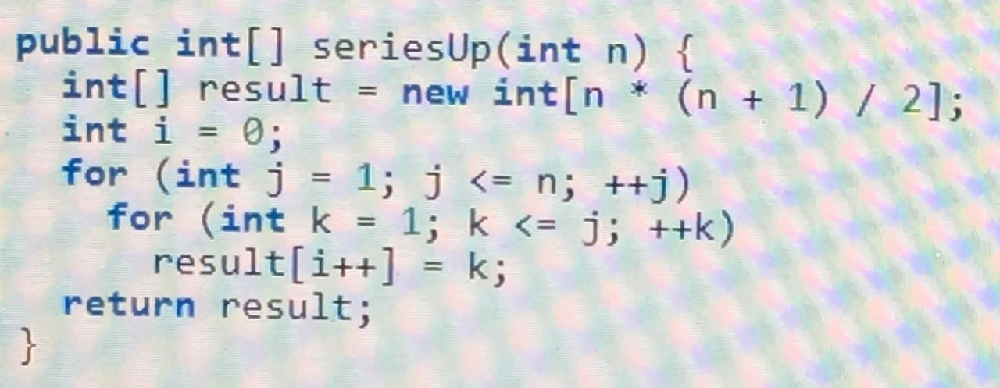 public int[] seriesUp(int n) {
  int[] result = new int[n * (n + 1) / 2];
  int i = 0;
  for (int j = 1; j <= n; ++j)
    for (int k = 1; k <= j; ++k)
      result[i++] = k;
  return result;
}